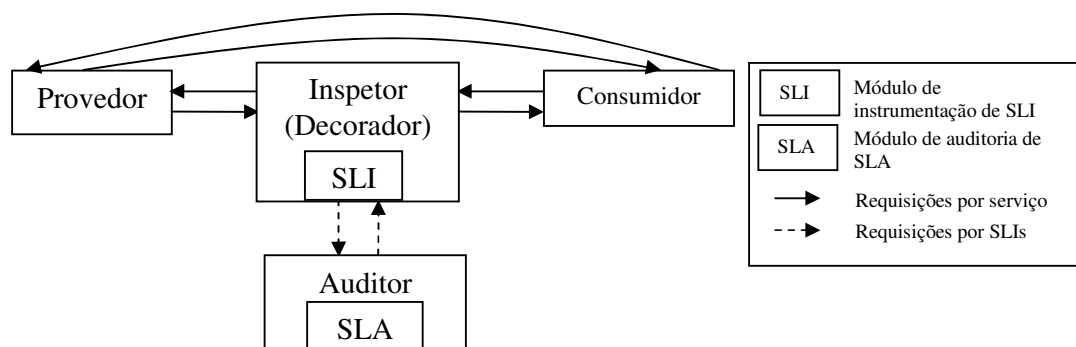 Provedor
Inspetor
(Decorador)
SLI
Consumidor
Auditor
SLA
SLI
Módulo de
instrumentação de SLI
SLA
Módulo de auditoria de
SLA
Requisições por serviço
Requisições por SLIs